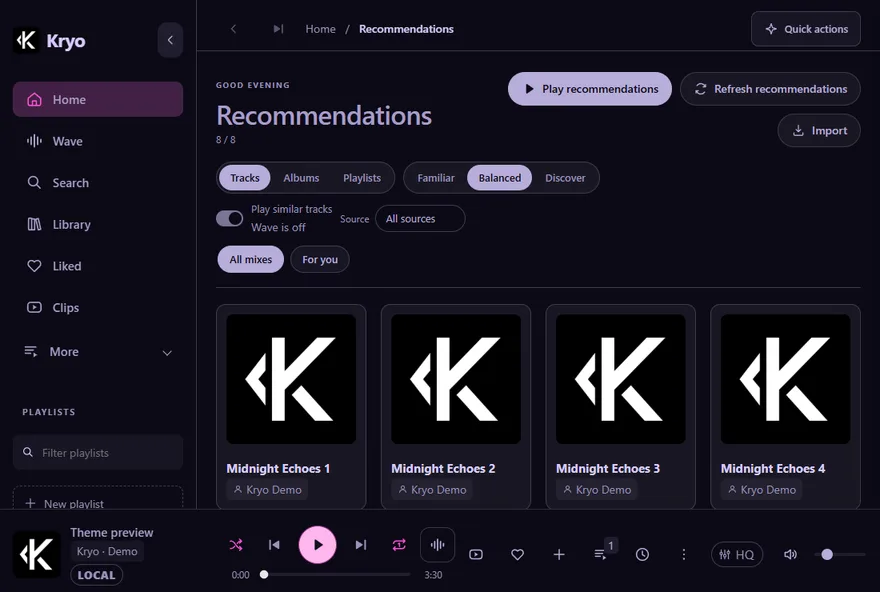 Kryo
Home
Wave
Search
Library
Liked
Clips
More
PLAYLISTS
Filter playlists
New playlist
Home / Recommendations
Quick actions
GOOD EVENING
Recommendations
8 / 8
Play recommendations
Refresh recommendations
Import
Tracks Albums Playlists
Familiar Balanced Discover
Play similar tracks
Wave is off
Source All sources
All mixes For you
Midnight Echoes 1
Kryo Demo
Midnight Echoes 2
Kryo Demo
Midnight Echoes 3
Kryo Demo
Midnight Echoes 4
Kryo Demo
Theme preview
Kryo · Demo
LOCAL
0:00
3:30
1
HQ